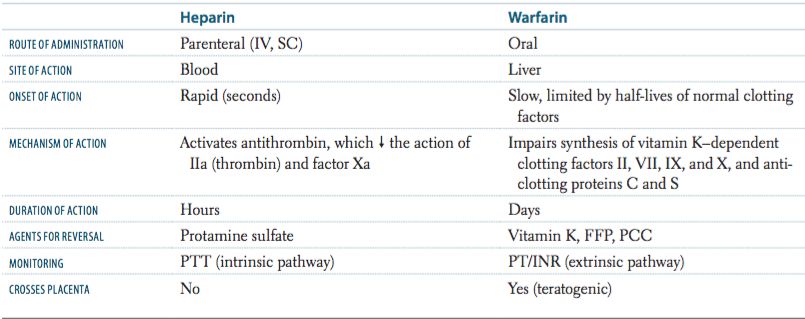 Heparin Warfarin
ROUTE OF ADMINISTRATION Parenteral (IV, SC) Oral
SITE OF ACTION Blood Liver
ONSET OF ACTION Rapid (seconds) Slow, limited by half-lives of normal clotting
factors
MECHANISM OF ACTION Activates antithrombin, which ↓ the action of Impairs synthesis of vitamin K–dependent
IIa (thrombin) and factor Xa clotting factors II, VII, IX, and X, and anti-
clotting proteins C and S
DURATION OF ACTION Hours Days
AGENTS FOR REVERSAL Protamine sulfate Vitamin K, FFP, PCC
MONITORING PTT (intrinsic pathway) PT/INR (extrinsic pathway)
CROSSES PLACENTA No Yes (teratogenic)